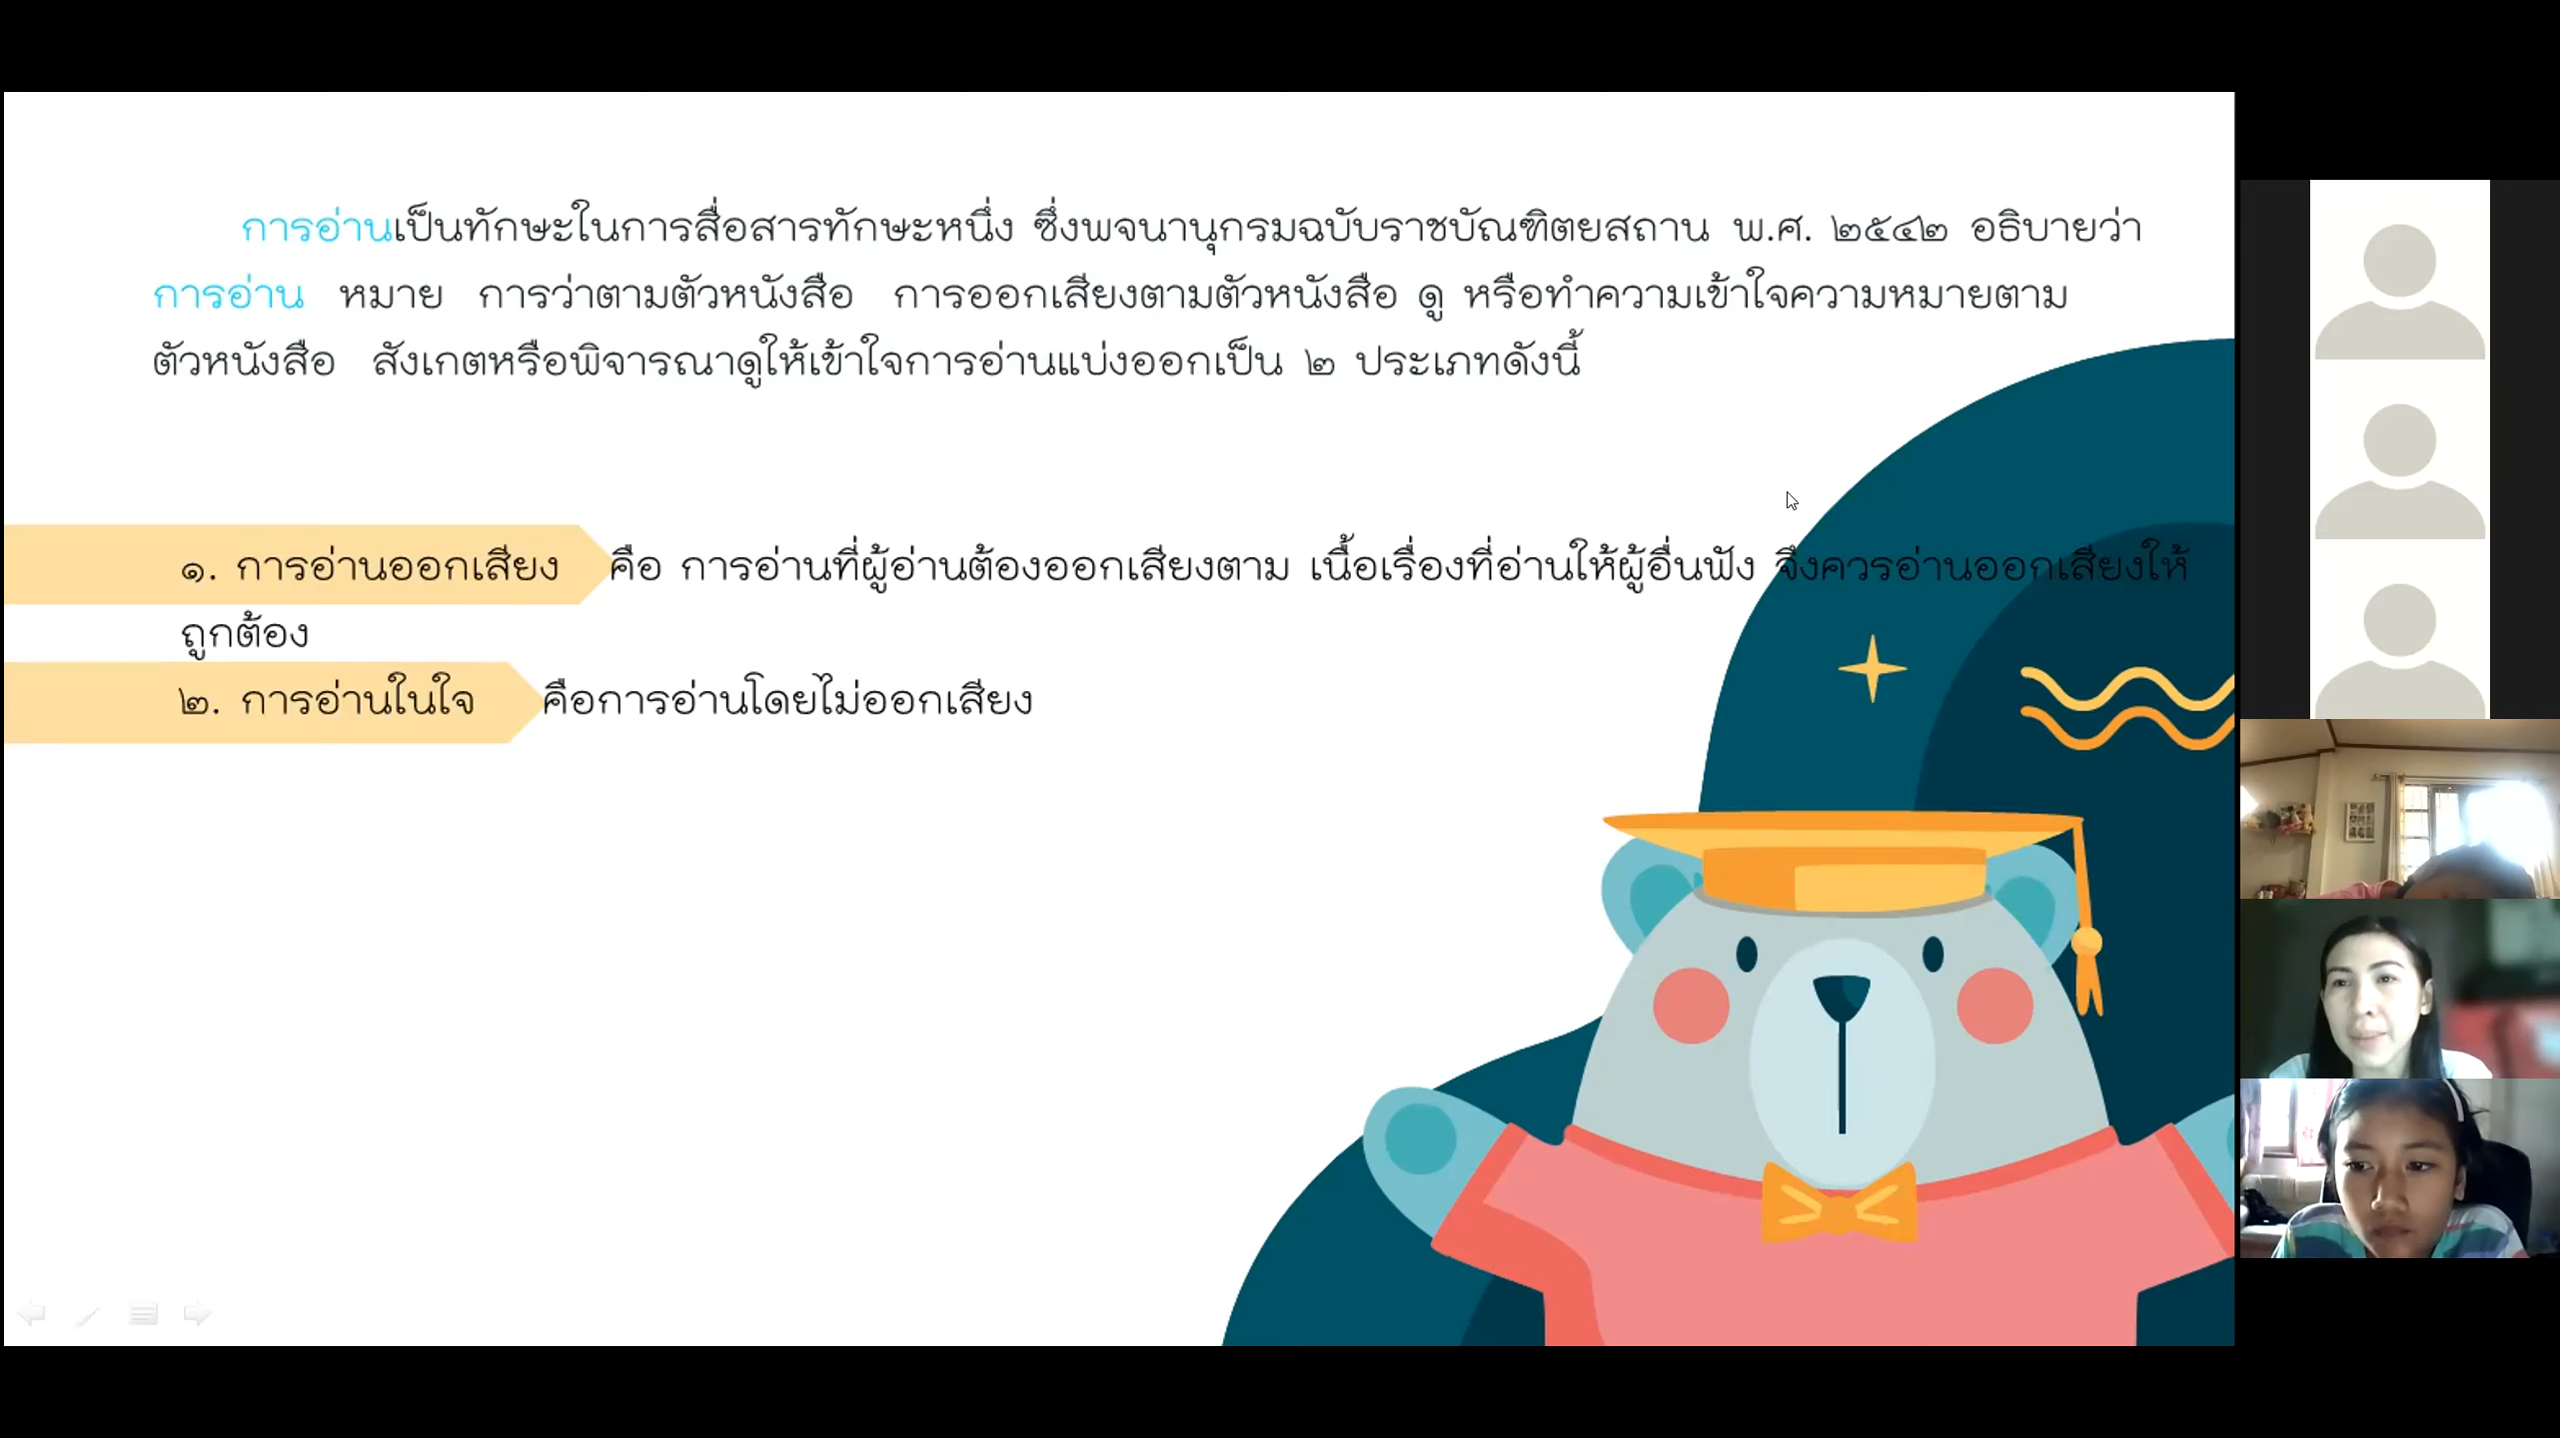 การอ่านเป็นทักษะในการสื่อสารทักษะหนึ่ง ซึ่งพจนานุกรมฉบับราชบัณฑิตยสถาน พ.ศ. ๒๕๔๒ อธิบายว่า
การอ่าน หมาย การว่าตามตัวหนังสือ การออกเสียงตามตัวหนังสือ ดู หรือทำความเข้าใจความหมายตาม
ตัวหนังสือ สังเกตหรือพิจารณาดูให้เข้าใจการอ่านแบ่งออกเป็น ๒ ประเภทดังนี้
๑. การอ่านออกเสียง คือ การอ่านที่ผู้อ่านต้องออกเสียงตาม เนื้อเรื่องที่อ่านให้ผู้อื่นฟัง จึงควรอ่านออกเสียงให้
ถูกต้อง
๒. การอ่านในใจ คือการอ่านโดยไม่ออกเสียง